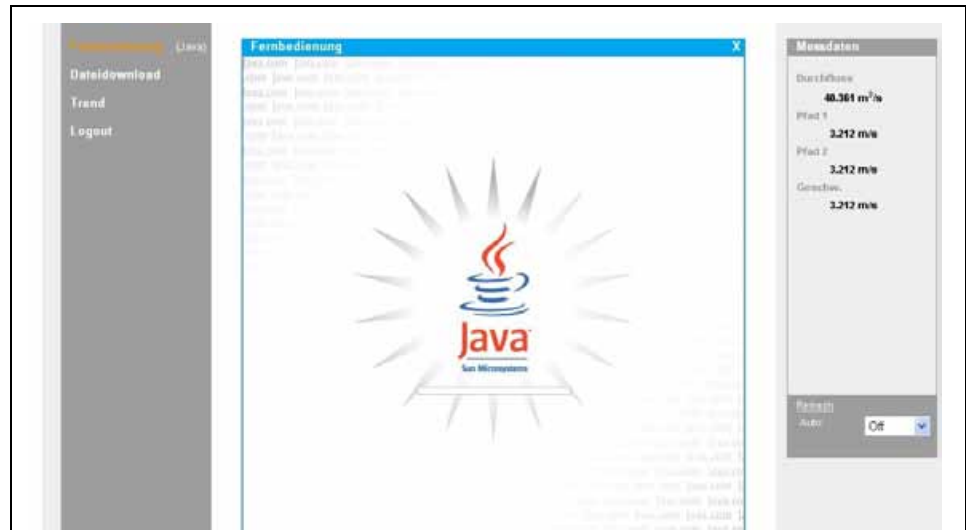 Fernbedienung (Java)
Dateidownload
Trend
Logout
Fernbedienung X
Java
Sun Microsystems
Messdaten
Durchfluss
40.361 m³/s
Pfad 1
3.212 m/s
Pfad 2
3.212 m/s
Geschw.
3.212 m/s
Refresh
Auto: Off